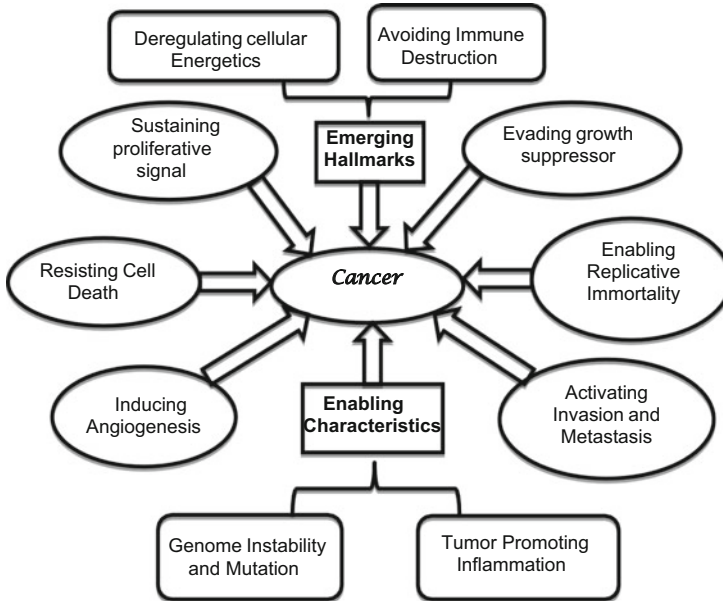 Deregulating cellular
Energetics
Avoiding Immune
Destruction
Emerging
Hallmarks
Sustaining
proliferative
signal
Evading growth
suppressor
Resisting Cell
Death
Cancer
Enabling
Replicative
Immortality
Inducing
Angiogenesis
Enabling
Characteristics
Activating
Invasion and
Metastasis
Genome Instability
and Mutation
Tumor Promoting
Inflammation